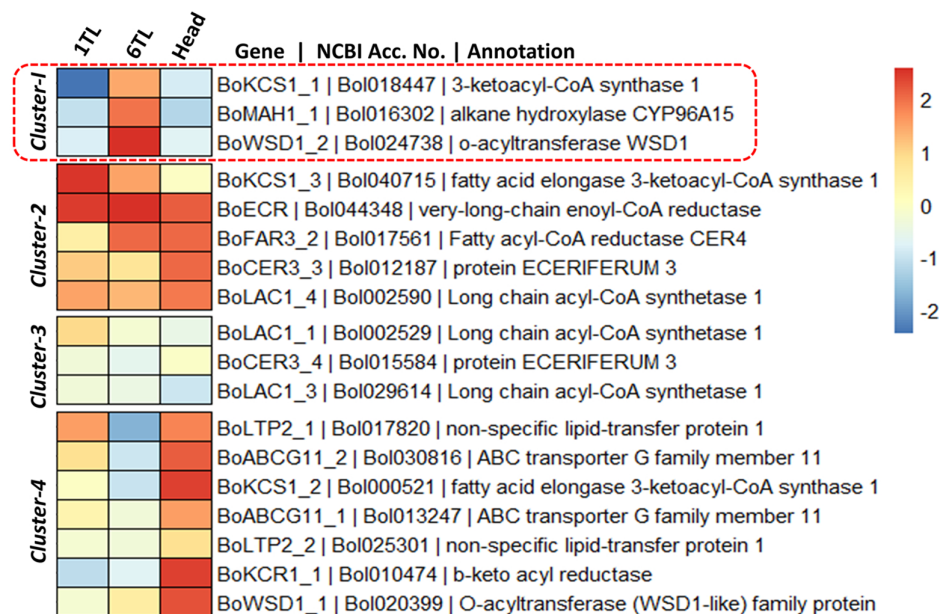 1TL 6TL Head
Gene | NCBI Acc. No. | Annotation
Cluster-I
BoKCS1_1 | Bol018447 | 3-ketoacyl-CoA synthase 1
BoMAH1_1 | Bol016302 | alkane hydroxylase CYP96A15
BoWSD1_2 | Bol024738 | o-acyltransferase WSD1
Cluster-2
BoKCS1_3 | Bol040715 | fatty acid elongase 3-ketoacyl-CoA synthase 1
BoECR | Bol044348 | very-long-chain enoyl-CoA reductase
BoFAR3_2 | Bol017561 | Fatty acyl-CoA reductase CER4
BoCER3_3 | Bol012187 | protein ECERIFERUM 3
BoLAC1_4 | Bol002590 | Long chain acyl-CoA synthetase 1
Cluster-3
BoLAC1_1 | Bol002529 | Long chain acyl-CoA synthetase 1
BoCER3_4 | Bol015584 | protein ECERIFERUM 3
BoLAC1_3 | Bol029614 | Long chain acyl-CoA synthetase 1
Cluster-4
BoLTP2_1 | Bol017820 | non-specific lipid-transfer protein 1
BoABCG11_2 | Bol030816 | ABC transporter G family member 11
BoKCS1_2 | Bol000521 | fatty acid elongase 3-ketoacyl-CoA synthase 1
BoABCG11_1 | Bol013247 | ABC transporter G family member 11
BoLTP2_2 | Bol025301 | non-specific lipid-transfer protein 1
BoKCR1_1 | Bol010474 | b-keto acyl reductase
BoWSD1_1 | Bol020399 | O-acyltransferase (WSD1-like) family protein
2
1
0
-1
-2